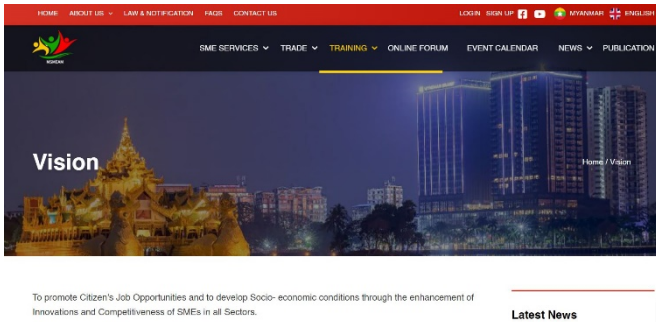 HOME ABOUT US LAW & NOTIFICATION FAQS CONTACT US LOGIN SIGN UP MYANMAR ENGLISH
SME SERVICES TRADE TRAINING ONLINE FORUM EVENT CALENDAR NEWS PUBLICATION
Vision
Home / Vision
To promote Citizen's Job Opportunities and to develop Socio- economic conditions through the enhancement of
Innovations and Competitiveness of SMEs in all Sectors.
Latest News